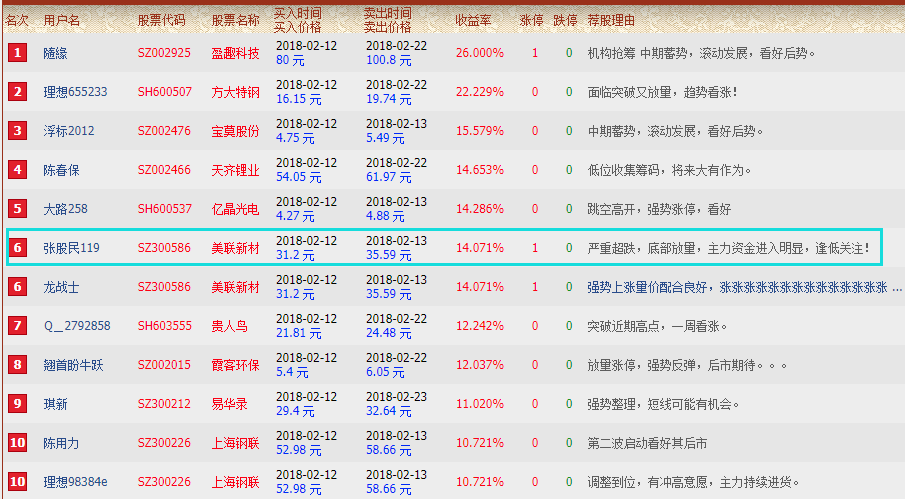 名次 用户名 股票代码 股票名称 买入时间 卖出时间 收益率 涨停 跌停 荐股理由
买入价格 卖出价格
1 随缘 SZ002925 盈趣科技 2018-02-12 2018-02-22 26.000% 1 0 机构抢筹 中期蓄势，滚动发展，看好后势。
80 元 100.8 元
2 理想655233 SH600507 方大特钢 2018-02-12 2018-02-22 22.229% 0 0 面临突破又放量，趋势看涨！
16.15 元 19.74 元
3 浮标2012 SZ002476 宝莫股份 2018-02-12 2018-02-13 15.579% 0 0 中期蓄势，滚动发展，看好后势。
4.75 元 5.49 元
4 陈春保 SZ002466 天齐锂业 2018-02-12 2018-02-22 14.653% 0 0 低位收集筹码，将来大有作为。
54.05 元 61.97 元
5 大路258 SH600537 亿晶光电 2018-02-12 2018-02-13 14.286% 0 0 跳空高开，强势涨停，看好
4.27 元 4.88 元
6 张股民119 SZ300586 美联新材 2018-02-12 2018-02-13 14.071% 1 0 严重超跌，底部放量，主力资金进入明显，逢低关注！
31.2 元 35.59 元
6 龙战士 SZ300586 美联新材 2018-02-12 2018-02-13 14.071% 1 0 强势上涨量价配合良好，涨涨涨涨涨涨涨涨涨涨涨涨涨涨 ...
31.2 元 35.59 元
7 Q__2792858 SH603555 贵人鸟 2018-02-12 2018-02-22 12.242% 0 0 突破近期高点，一周看涨。
21.81 元 24.48 元
8 翘首盼牛跃 SZ002015 霞客环保 2018-02-12 2018-02-22 12.037% 0 0 放量涨停，强势反弹，后市期待。。。
5.4 元 6.05 元
9 琪新 SZ300212 易华录 2018-02-12 2018-02-23 11.020% 0 0 强势整理，短线可能有机会。
29.4 元 32.64 元
10 陈用力 SZ300226 上海钢联 2018-02-12 2018-02-13 10.721% 0 0 第二波启动看好其后市
52.98 元 58.66 元
10 理想98384e SZ300226 上海钢联 2018-02-12 2018-02-13 10.721% 0 0 调整到位，有冲高意愿，主力持续进货。
52.98 元 58.66 元